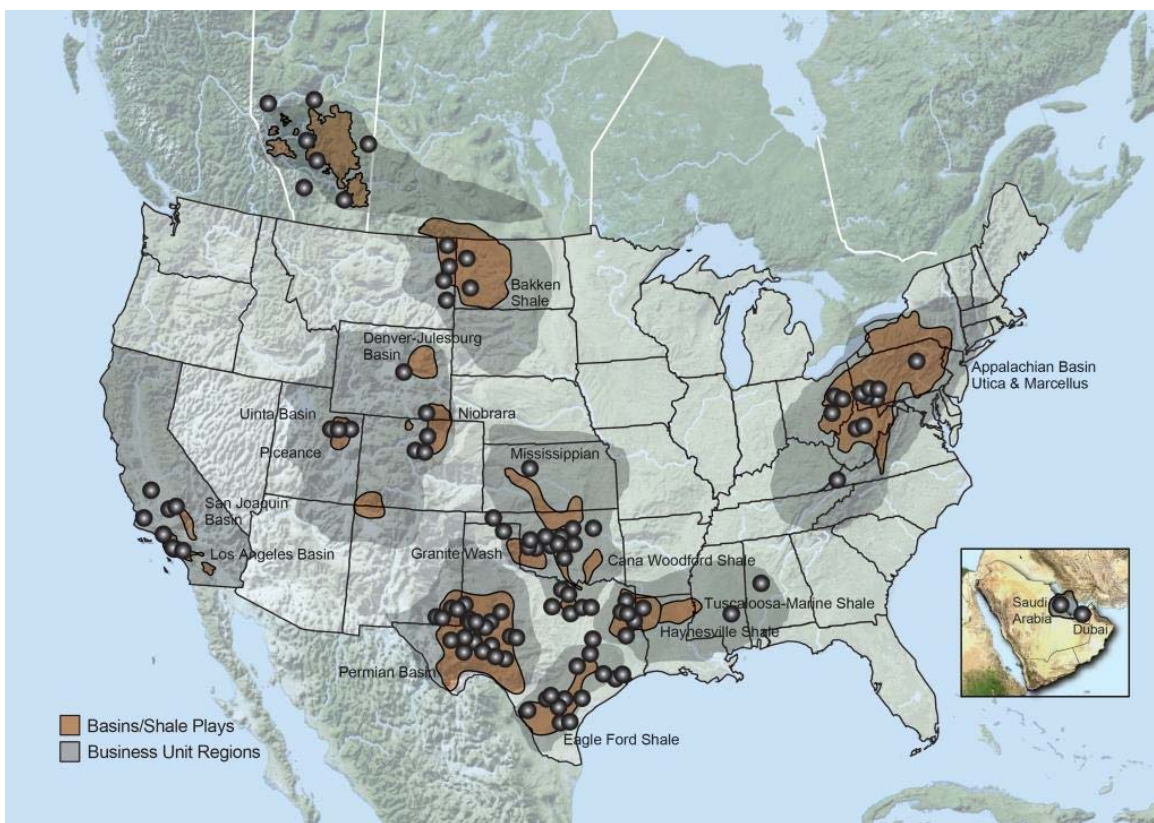 Bakken
Shale
Denver-Julesburg
Basin
Appalachian Basin
Utica & Marcellus
Uinta Basin
Niobrara
Piceance
Mississippian
San Joaquin
Basin
Los Angeles Basin
Granite Wash
Cana Woodford Shale
Tuscaloosa-Marine Shale
Haynesville Shale
Permian Basin
Eagle Ford Shale
Saudi
Arabia
Dubai
Basins/Shale Plays
Business Unit Regions